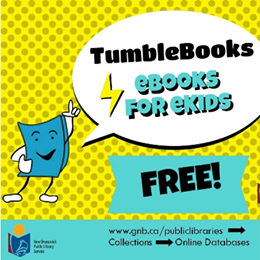 TumbleBooks
eBOOKS
FOR eKIDS
FREE!
www.gnb.ca/publiclibraries
Collections
Online Databases
New Brunswick
Public Library
Service